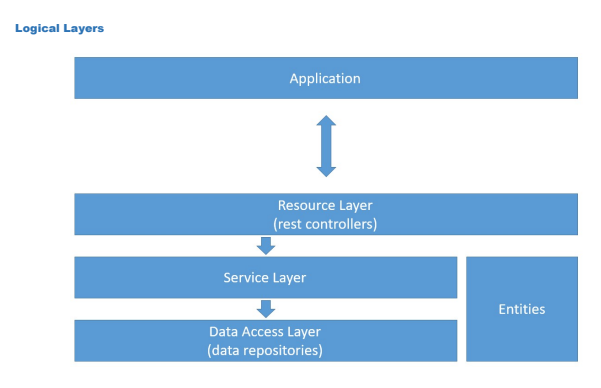 Logical Layers
Application
Resource Layer
(rest controllers)
Service Layer
Entities
Data Access Layer
(data repositories)